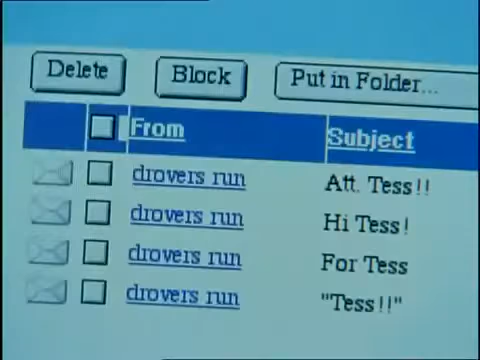 Delete Block Put in Folder...
From Subject
drovers run Att. Tess!!
drovers run Hi Tess!
drovers run For Tess
drovers run "Tess!!"